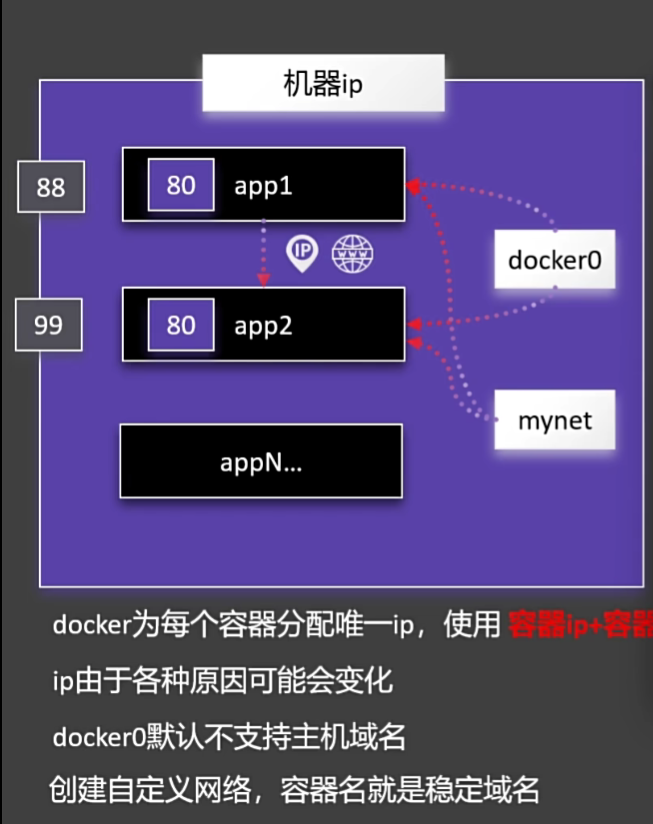 机器ip
88
80 app1
IP
WWW
docker0
99
80 app2
mynet
appN...
docker为每个容器分配唯一ip，使用 容器ip+容器
ip由于各种原因可能会变化
docker0默认不支持主机域名
创建自定义网络，容器名就是稳定域名